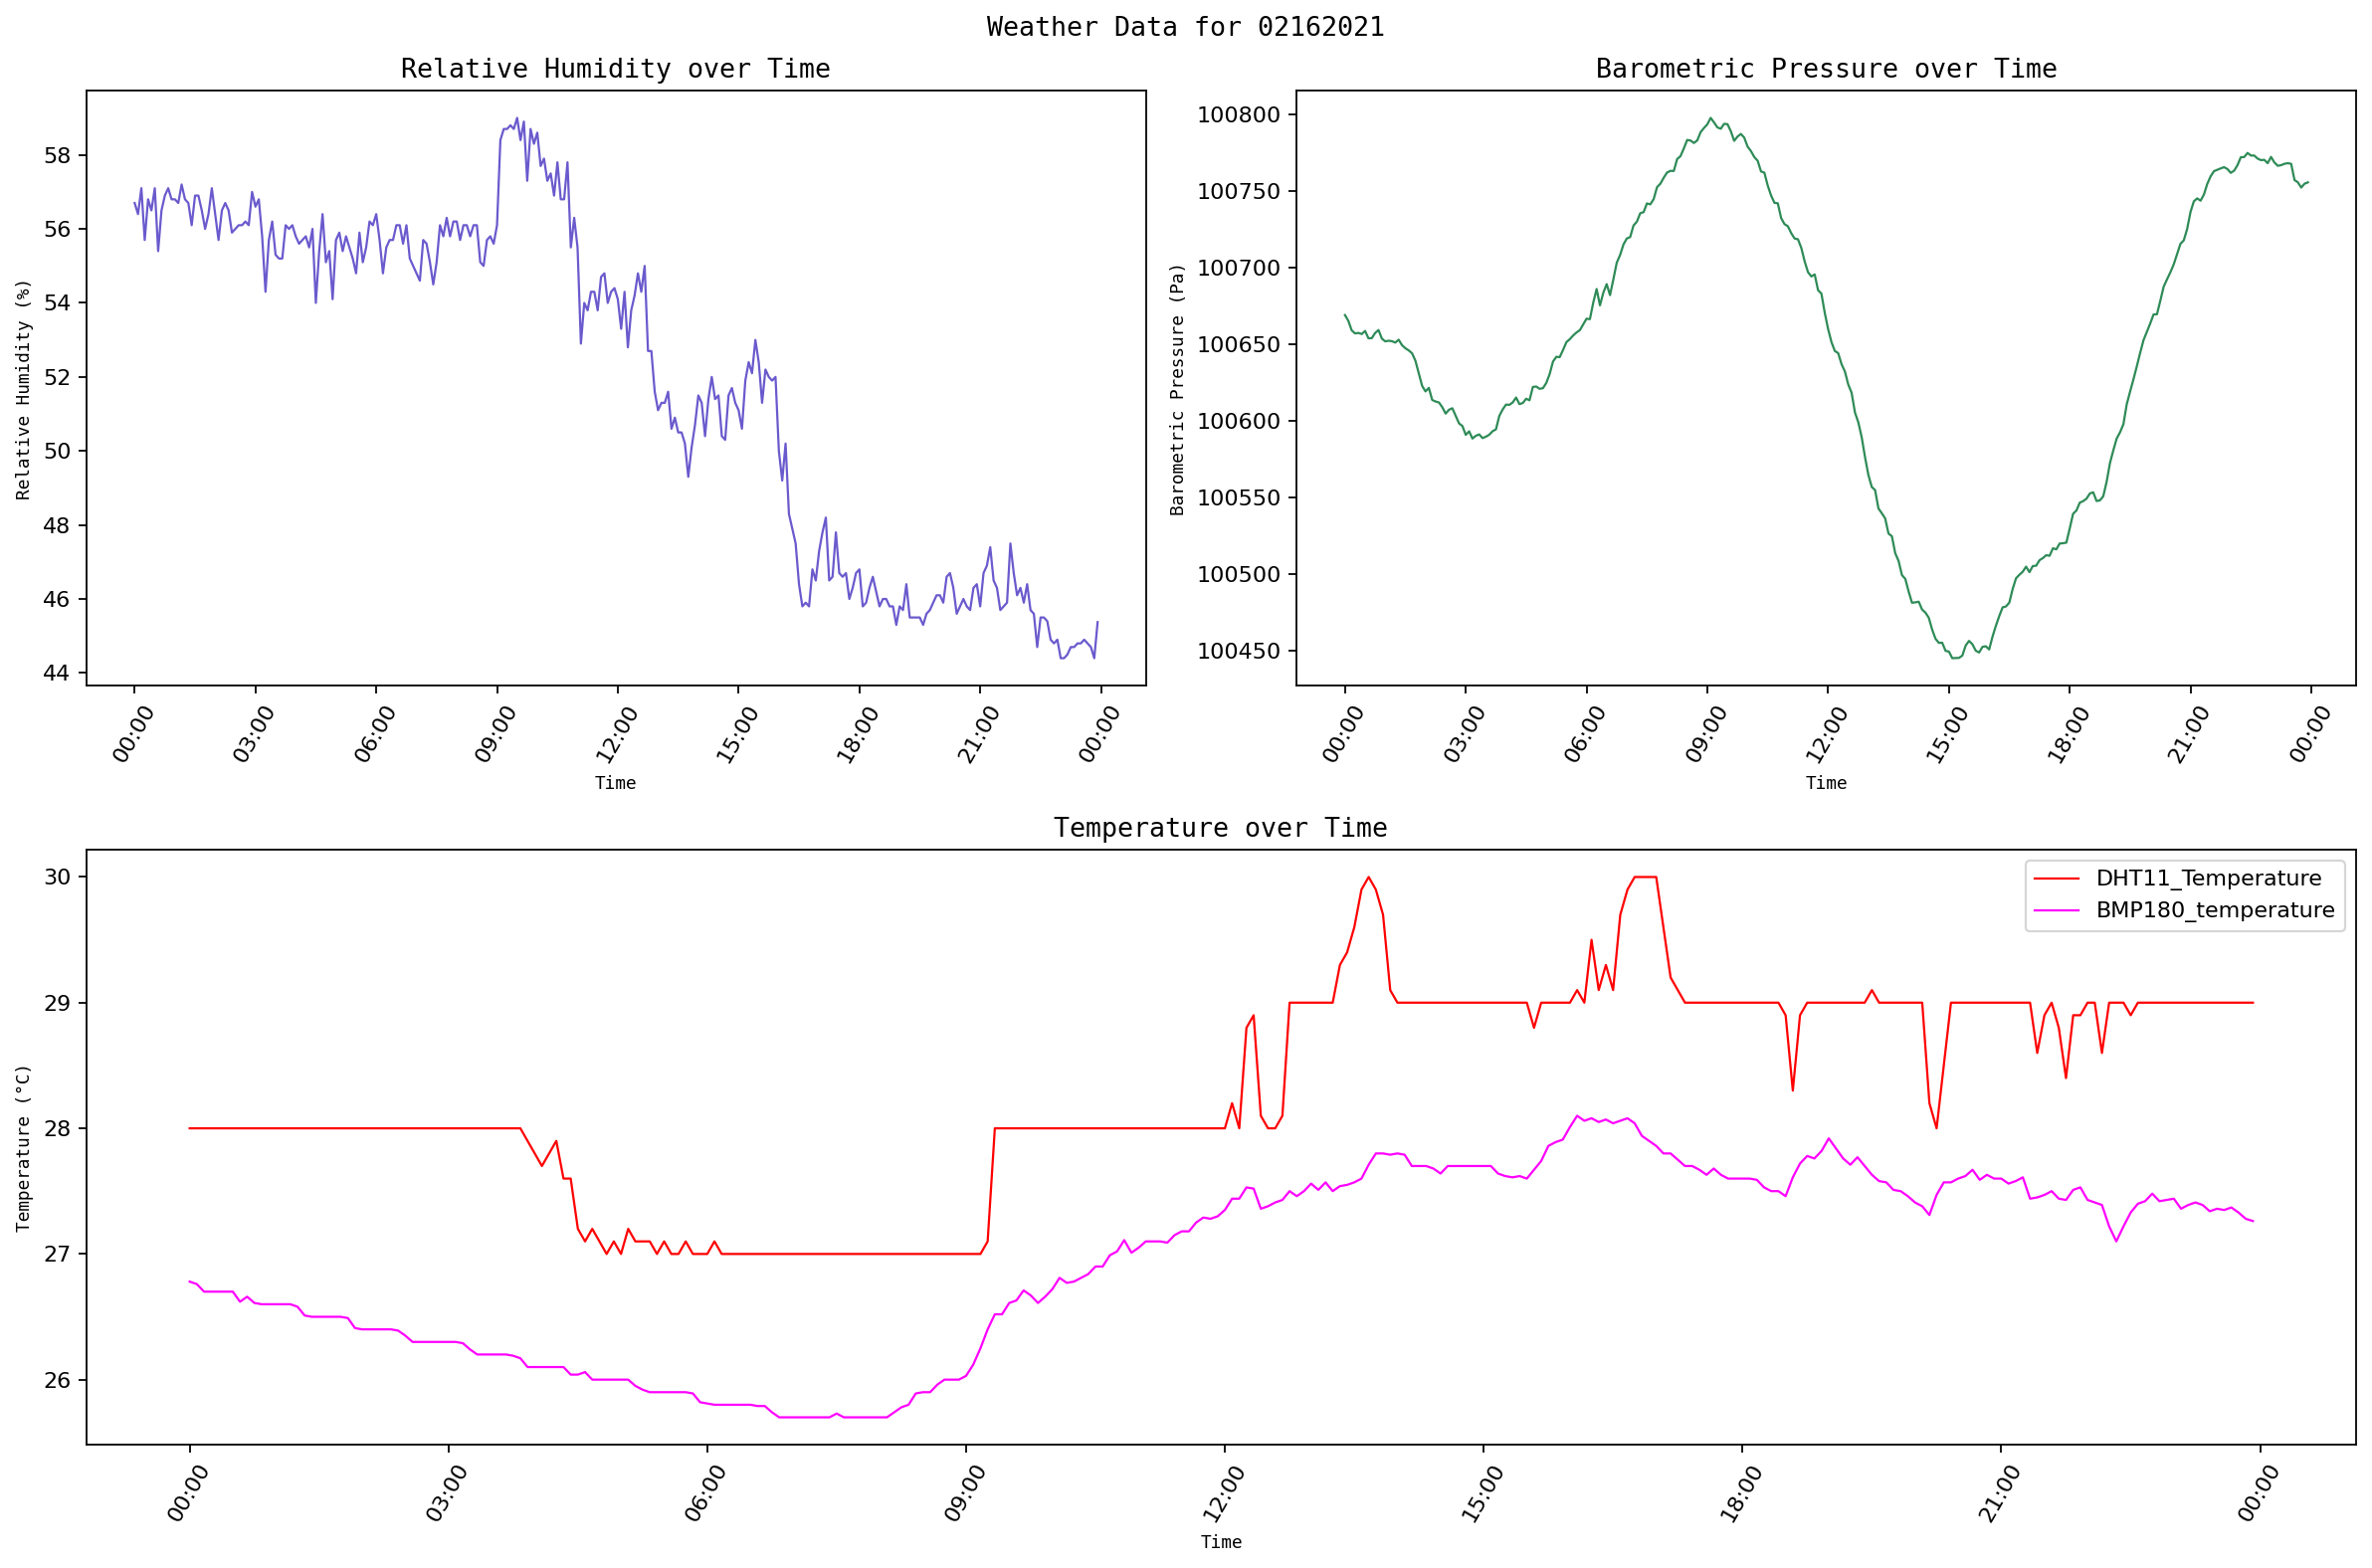 Weather Data for 02162021
Relative Humidity over Time
Relative Humidity (%)
58
56
54
52
50
48
46
44
00:00 03:00 06:00 09:00 12:00 15:00 18:00 21:00 00:00
Time
Barometric Pressure over Time
Barometric Pressure (Pa)
100800
100750
100700
100650
100600
100550
100500
100450
00:00 03:00 06:00 09:00 12:00 15:00 18:00 21:00 00:00
Time
Temperature over Time
Temperature (°C)
30
29
28
27
26
DHT11_Temperature
BMP180_temperature
00:00 03:00 06:00 09:00 12:00 15:00 18:00 21:00 00:00
Time